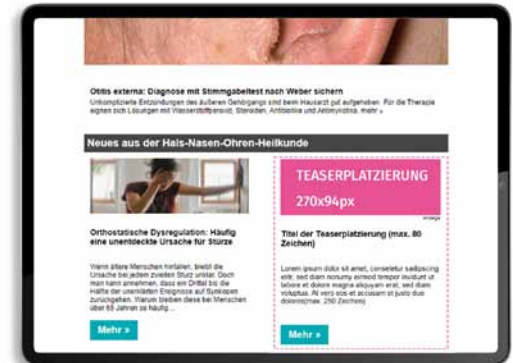 Otitis externa: Diagnose mit Stimmgabeltest nach Weber sichern
Unkomplizierte Entzündungen des äußeren Gehörgangs sind beim Hausarzt gut aufgehoben. Für die Therapie
eignen sich Lösungen mit Wasserstoffperoxid, Steroiden, Antibiotika und Antimykotika. mehr »
Neues aus der Hals-Nasen-Ohren-Heilkunde
Orthostatische Dysregulation: Häufig
eine unentdeckte Ursache für Stürze
Wenn ältere Menschen hinfallen, bleibt die
Ursache bei jedem zweiten Sturz unklar. Doch
man kann annehmen, dass ein Drittel bis die
Hälfte der unerklärten Ereignisse auf Synkopen
zurückgehen. Warum bleiben diese bei Menschen
über 65 Jahren so häufig...
Mehr »
TEASERPLATZIERUNG
270x94px
Anzeige
Titel der Teaserplatzierung (max. 80
Zeichen)
Lorem ipsum dolor sit amet, consetetur sadipscing
elitr, sed diam nonumy eirmod tempor invidunt ut
labore et dolore magna aliquyam erat, sed diam
voluptua. At vero eos et accusam et justo duo
dolores(max. 250 Zeichen)
Mehr »